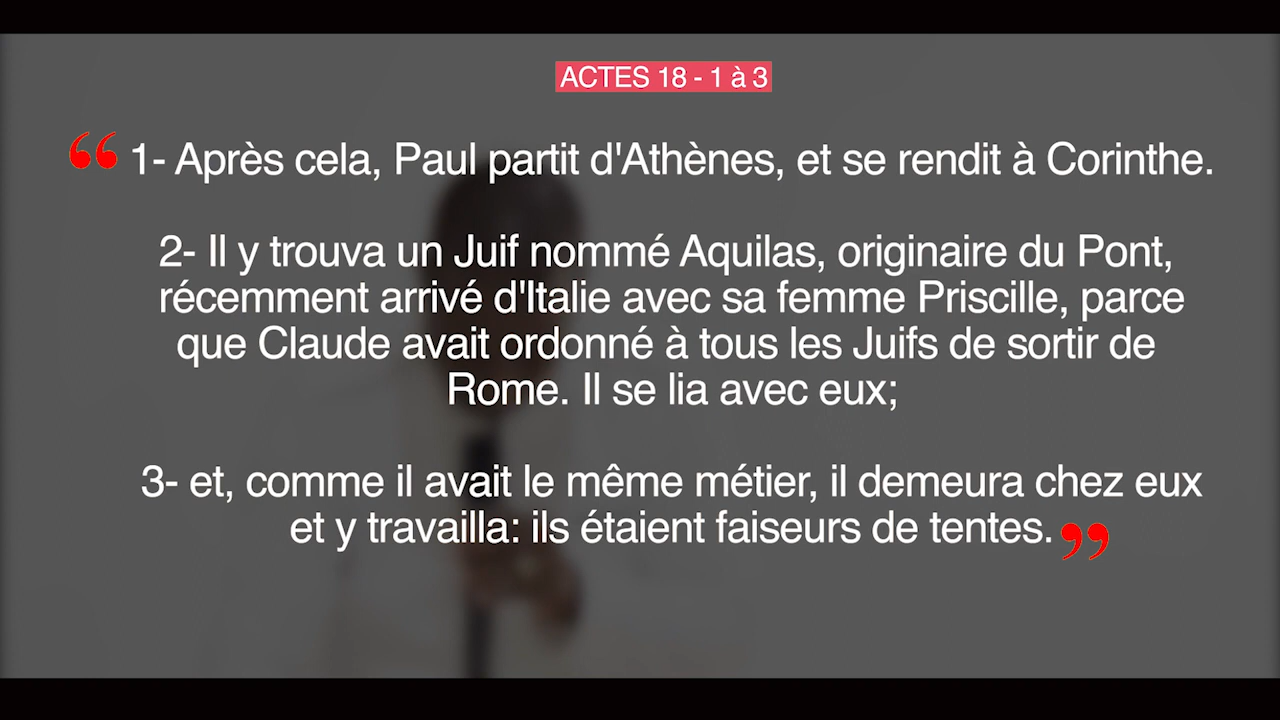 ACTES 18 - 1 à 3
“ 1- Après cela, Paul partit d'Athènes, et se rendit à Corinthe.
2- Il y trouva un Juif nommé Aquilas, originaire du Pont,
récemment arrivé d'Italie avec sa femme Priscille, parce
que Claude avait ordonné à tous les Juifs de sortir de
Rome. Il se lia avec eux;
3- et, comme il avait le même métier, il demeura chez eux
et y travailla: ils étaient faiseurs de tentes. ”